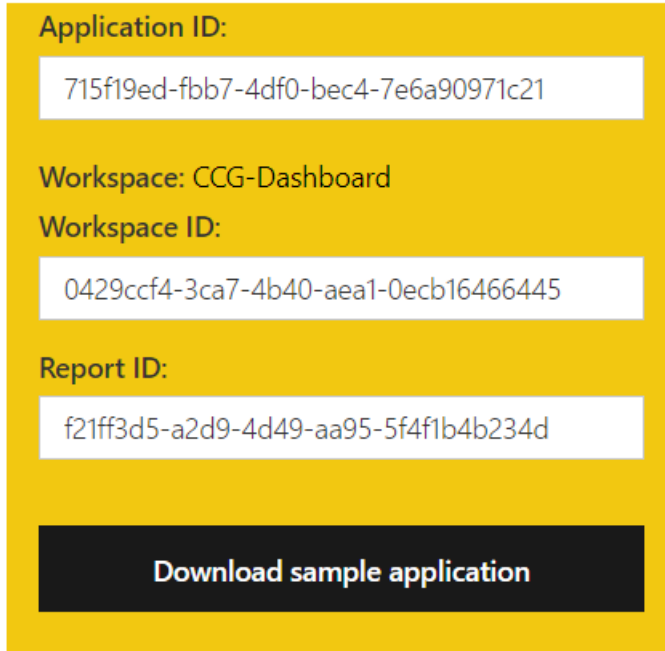 Application ID:
715f19ed-fbb7-4df0-bec4-7e6a90971c21
Workspace: CCG-Dashboard
Workspace ID:
0429ccf4-3ca7-4b40-aea1-0ecb16466445
Report ID:
f21ff3d5-a2d9-4d49-aa95-5f4f1b4b234d
Download sample application